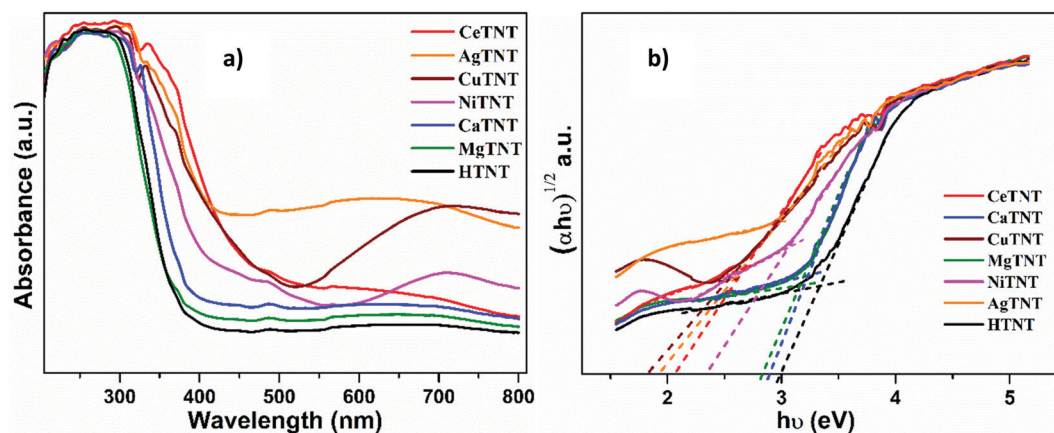 a)
CeTNT
AgTNT
CuTNT
NiTNT
CaTNT
MgTNT
HTNT
Absorbance (a.u.)
300 400 500 600 700 800
Wavelength (nm)
b)
CeTNT
CaTNT
CuTNT
MgTNT
NiTNT
AgTNT
HTNT
(αhυ)^1/2 a.u.
2 3 4 5
hυ (eV)